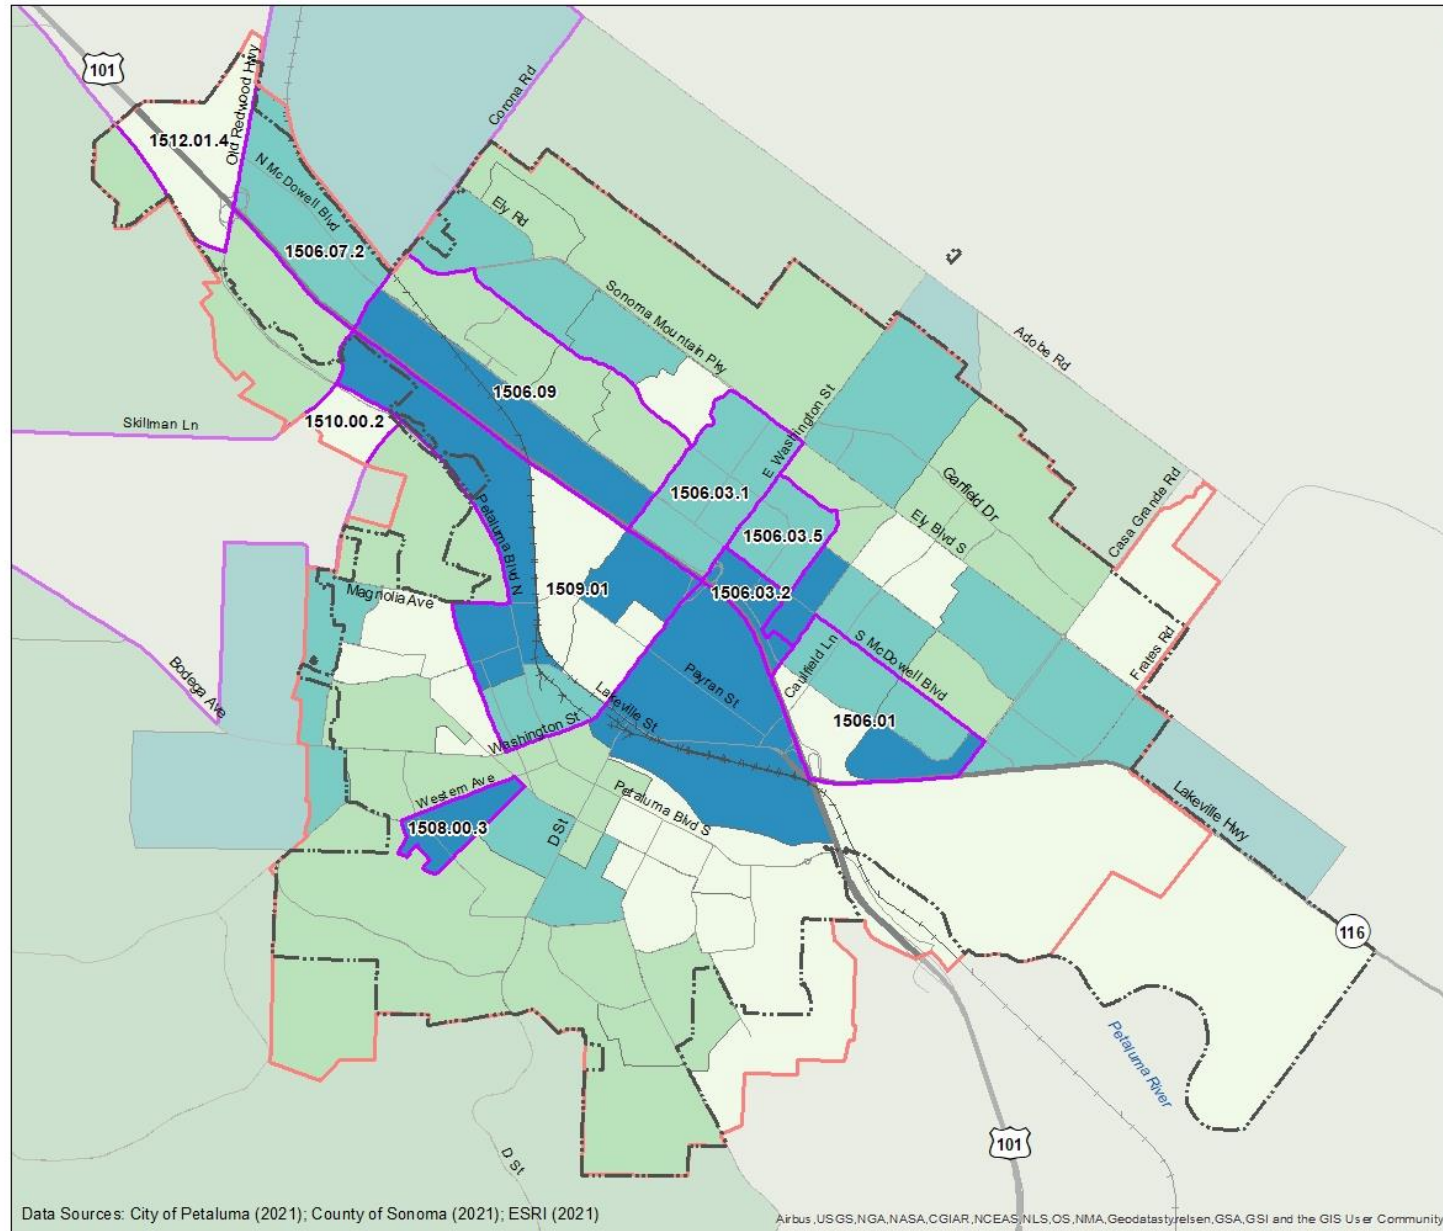 Corona Rd
101
Old Redwood Hwy
1512.01.4
N McDowell Blvd
Ely Rd
1506.07.2
Sonoma Mountain Pky
Adobe Rd
1506.09
E Washington St
Skillman Ln
1510.00.2
1506.03.1
Garfield Dr
Casa Grande Rd
Ely Blvd S
1506.03.5
Petaluma Blvd N
Magnolia Ave
1509.01
1506.03.2
Caulfield Ln
S McDowell Blvd
Frates Rd
Bodega Ave
Payran St
Lakeville St
1506.01
Washington St
Western Ave
Petaluma Blvd S
Lakeville Hwy
1508.00.3
D St
116
Petaluma River
101
D St
Data Sources: City of Petaluma (2021); County of Sonoma (2021); ESRI (2021)
Airbus,USGS,NGA,NASA,CGIAR,NCEAS,NLS,OS,NMA,Geodatastyrelsen,GSA,GSI and the GIS User Community